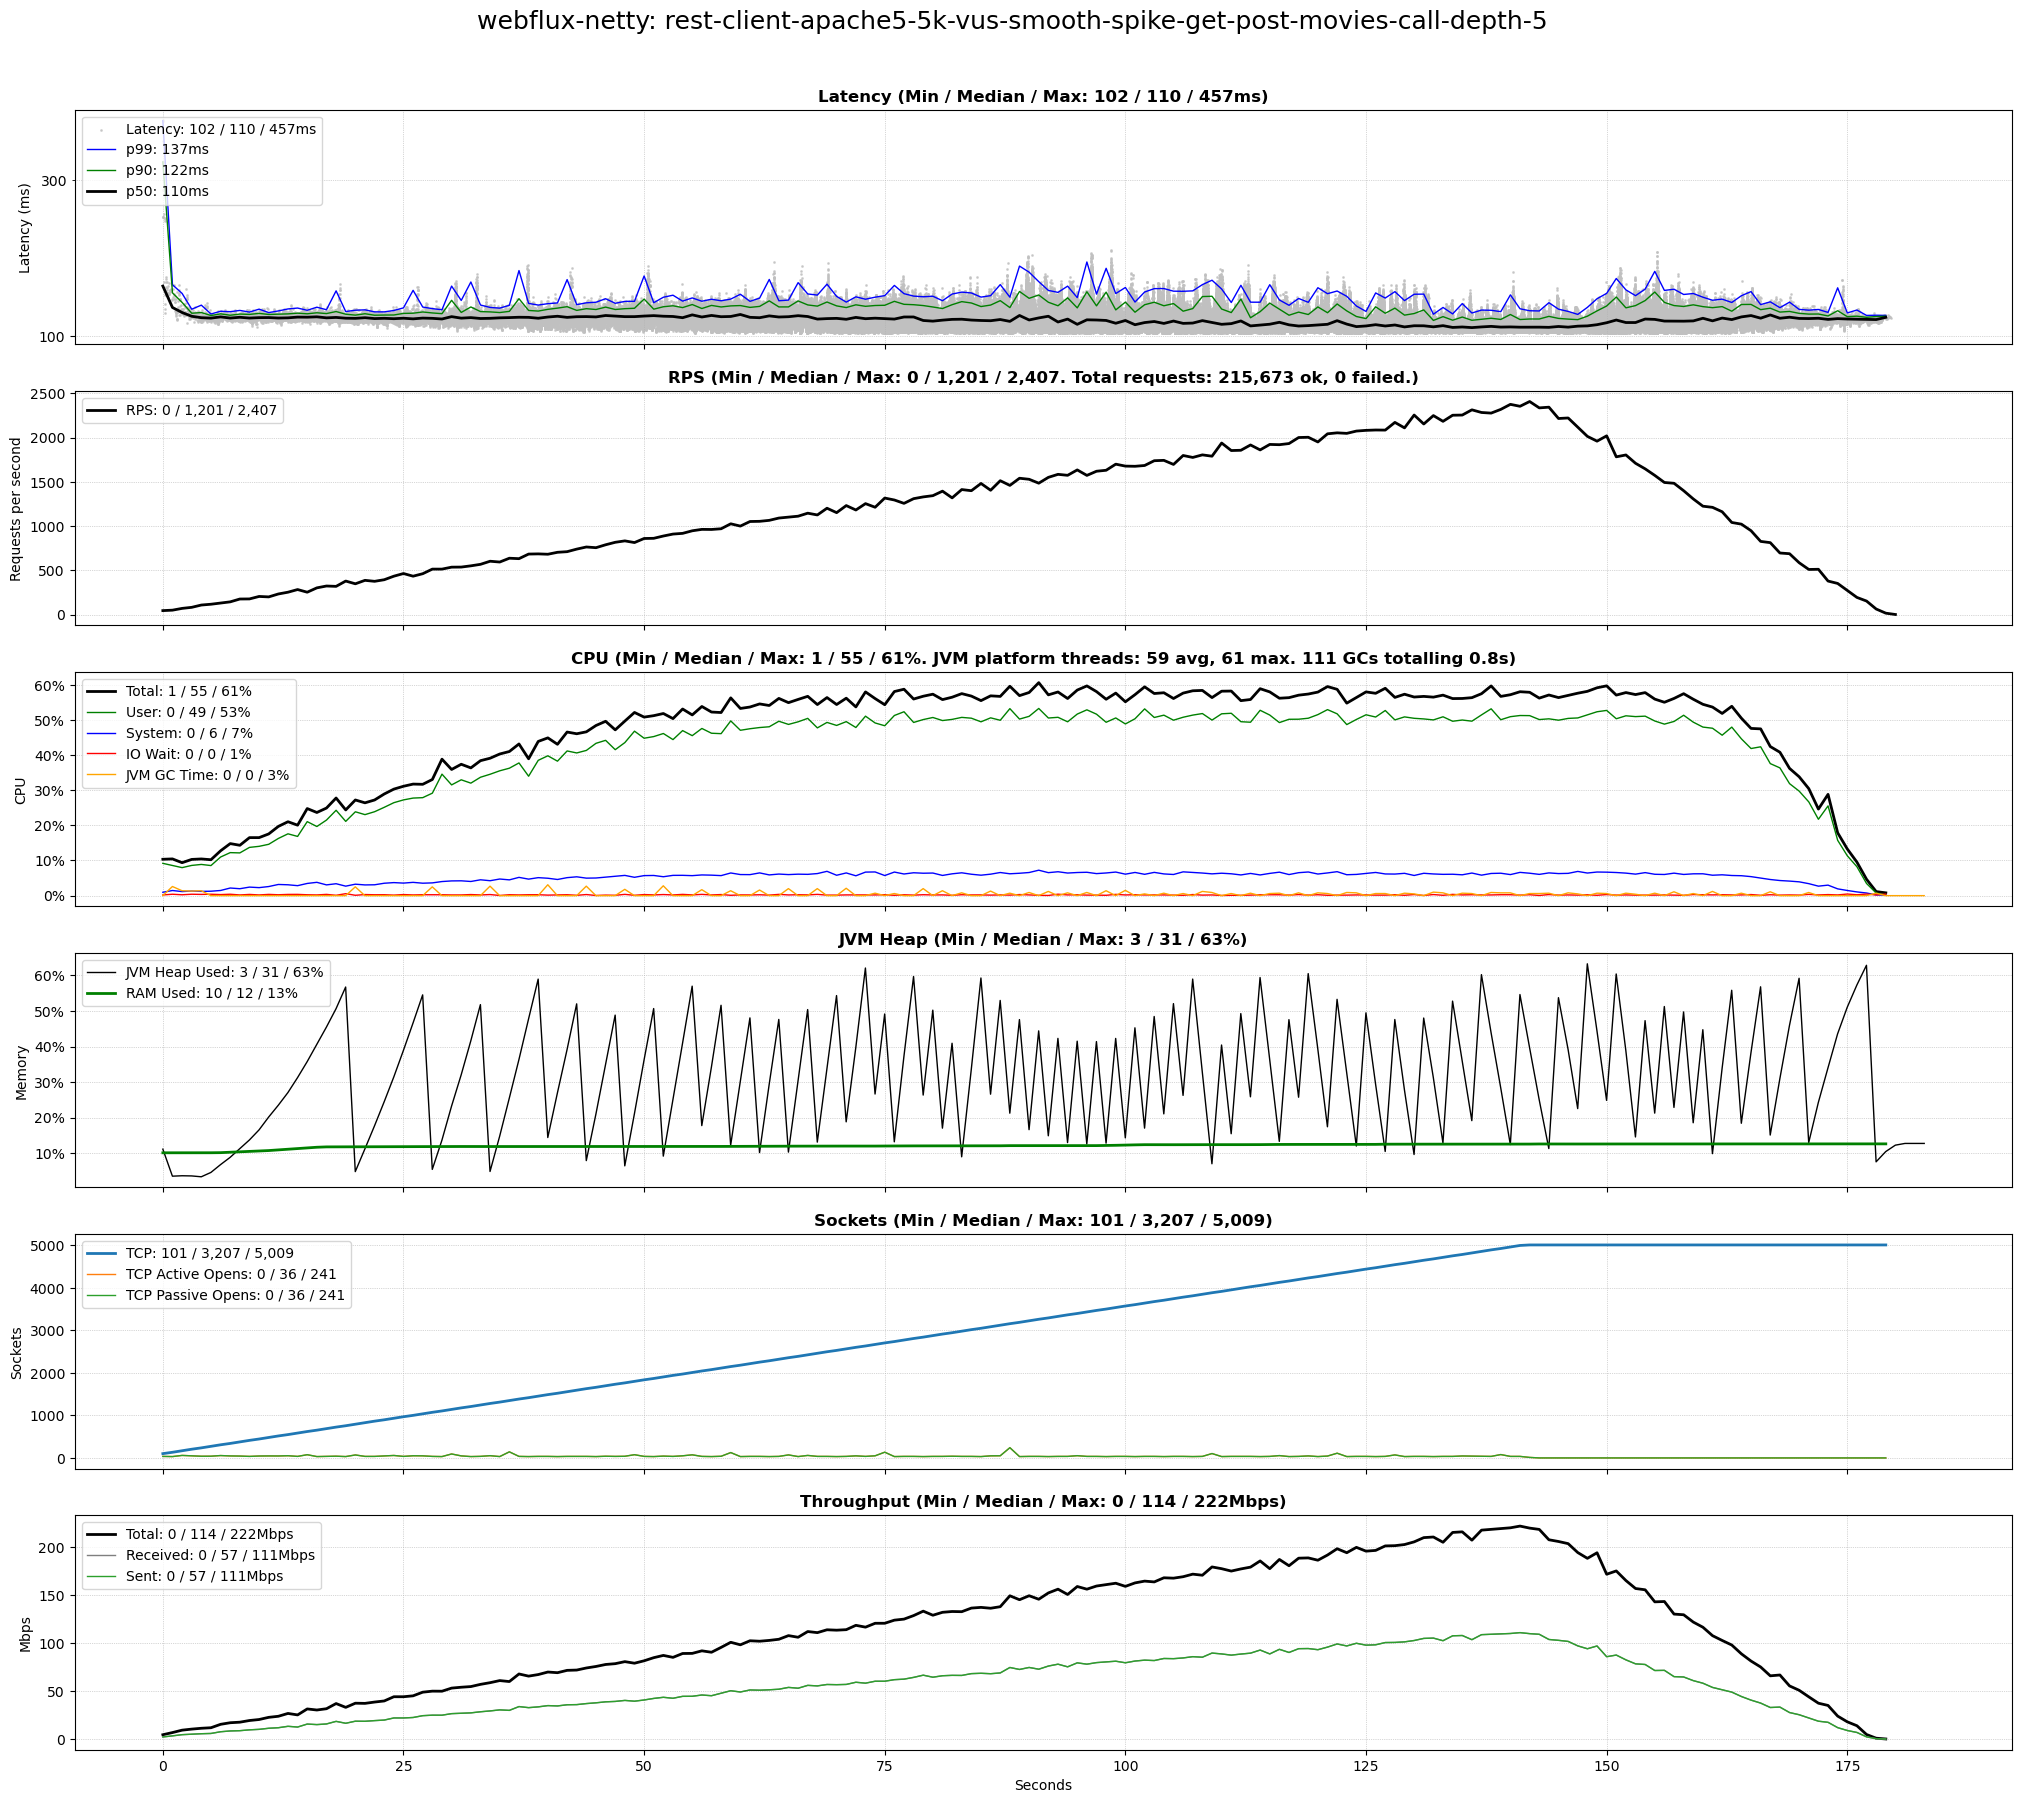 webflux-netty: rest-client-apache5-5k-vus-smooth-spike-get-post-movies-call-depth-5
Latency (Min / Median / Max: 102 / 110 / 457ms)
Latency: 102 / 110 / 457ms
p99: 137ms
p90: 122ms
p50: 110ms
Latency (ms)
300
100
RPS (Min / Median / Max: 0 / 1,201 / 2,407. Total requests: 215,673 ok, 0 failed.)
RPS: 0 / 1,201 / 2,407
Requests per second
2500
2000
1500
1000
500
0
CPU (Min / Median / Max: 1 / 55 / 61%. JVM platform threads: 59 avg, 61 max. 111 GCs totalling 0.8s)
Total: 1 / 55 / 61%
User: 0 / 49 / 53%
System: 0 / 6 / 7%
IO Wait: 0 / 0 / 1%
JVM GC Time: 0 / 0 / 3%
CPU
60%
50%
40%
30%
20%
10%
0%
JVM Heap (Min / Median / Max: 3 / 31 / 63%)
JVM Heap Used: 3 / 31 / 63%
RAM Used: 10 / 12 / 13%
Memory
60%
50%
40%
30%
20%
10%
Sockets (Min / Median / Max: 101 / 3,207 / 5,009)
TCP: 101 / 3,207 / 5,009
TCP Active Opens: 0 / 36 / 241
TCP Passive Opens: 0 / 36 / 241
Sockets
5000
4000
3000
2000
1000
0
Throughput (Min / Median / Max: 0 / 114 / 222Mbps)
Total: 0 / 114 / 222Mbps
Received: 0 / 57 / 111Mbps
Sent: 0 / 57 / 111Mbps
Mbps
200
150
100
50
0
0 25 50 75 100 125 150 175
Seconds